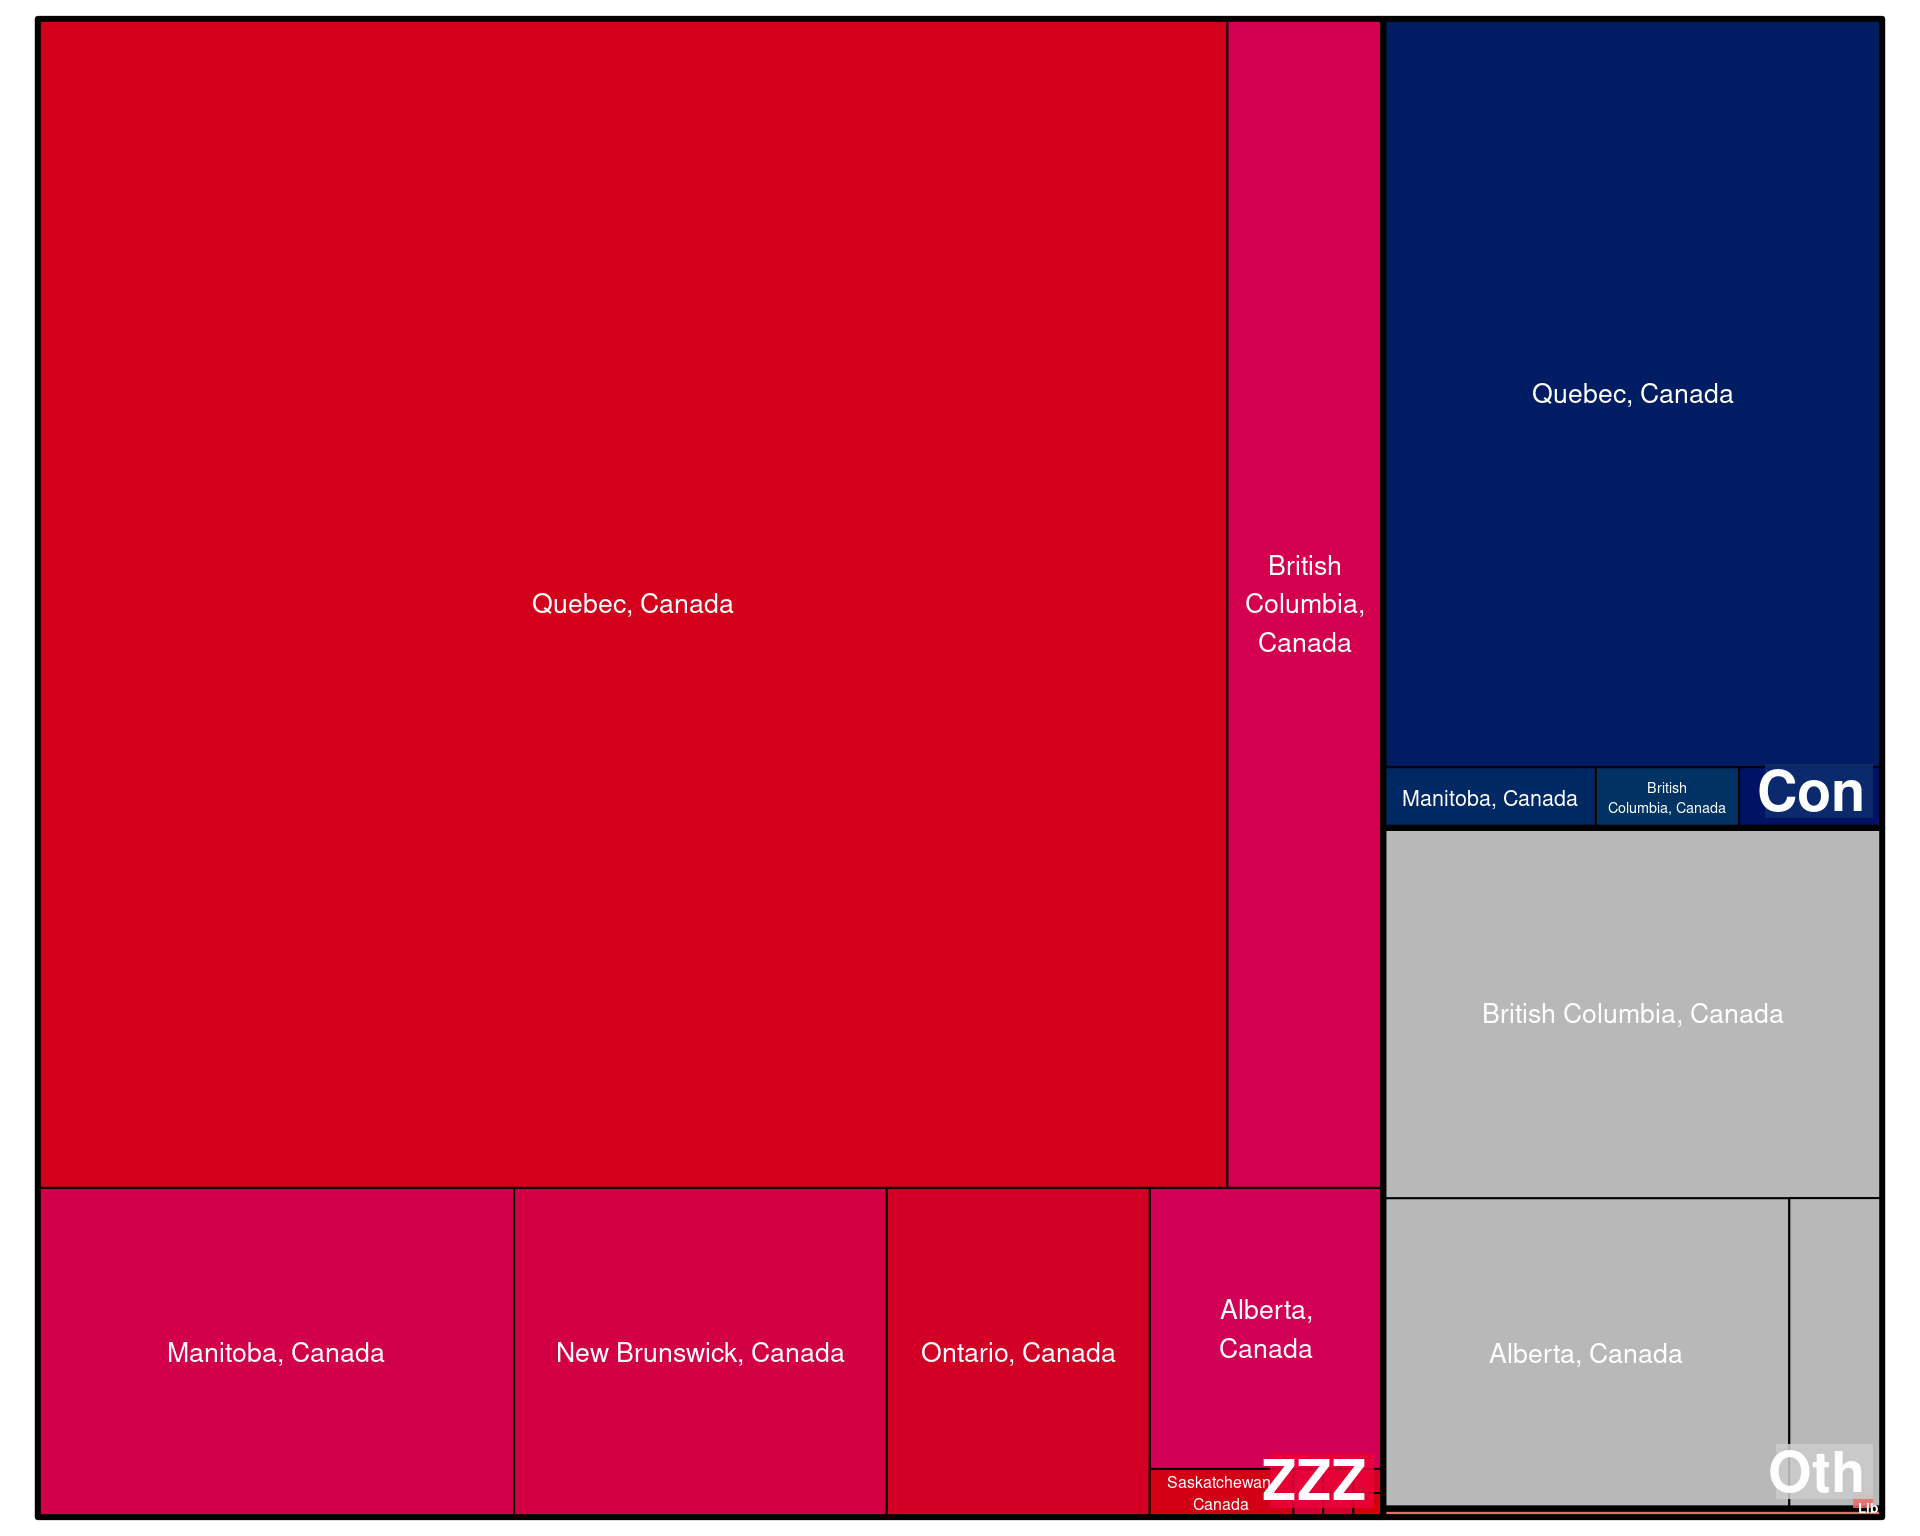 Quebec, Canada
British
Columbia,
Canada
Quebec, Canada
Manitoba, Canada
British
Columbia, Canada
Con
British Columbia, Canada
Manitoba, Canada
New Brunswick, Canada
Ontario, Canada
Alberta,
Canada
Saskatchewan
Canada
ZZZ
Alberta, Canada
Oth
Lib